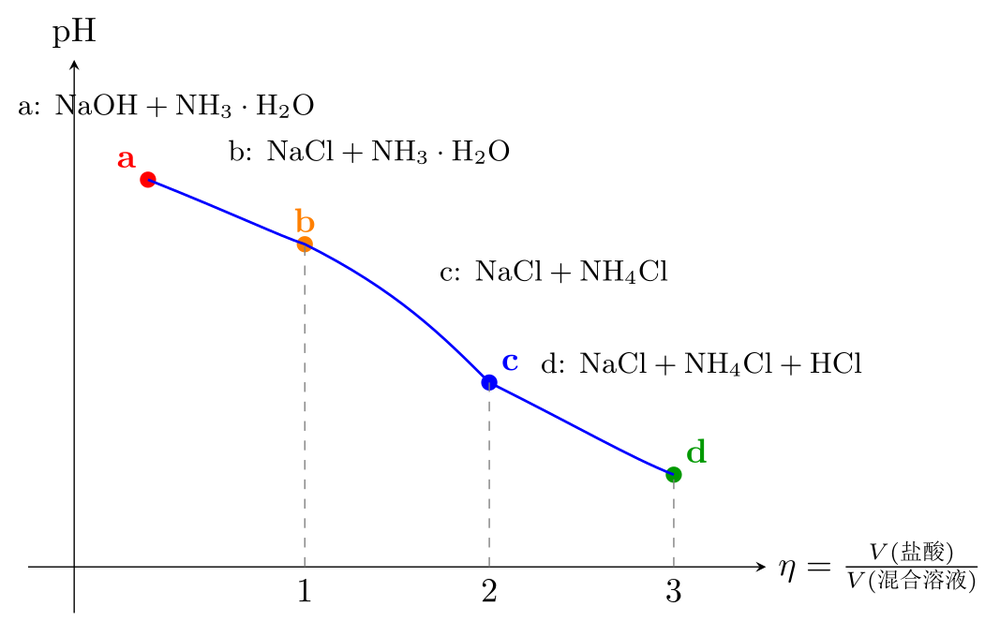 pH
a: NaOH + NH₃ · H₂O
b: NaCl + NH₃ · H₂O
a
b
c: NaCl + NH₄Cl
c
d: NaCl + NH₄Cl + HCl
d
η = V(盐酸)/V(混合溶液)
1 2 3